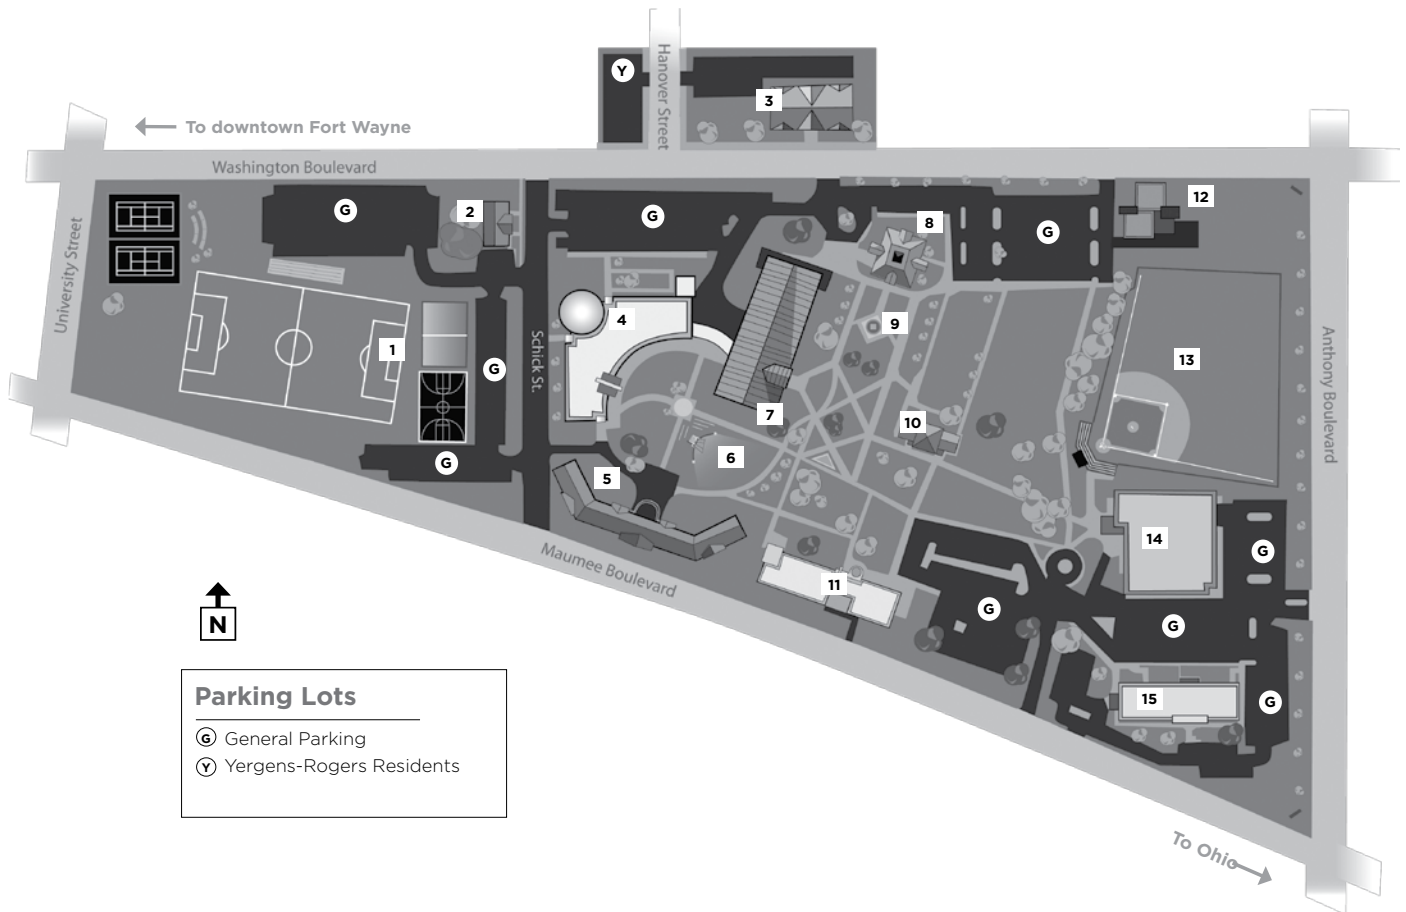 Y
Hanover Street
3
To downtown Fort Wayne
Washington Boulevard
University Street
G
2
G
8
G
12
4
9
1
Schick St.
G
13
Anthony Boulevard
7
10
G
6
5
14
G
Maumee Boulevard
11
G
G
N
15
G
Parking Lots
G General Parking
Y Yergens-Rogers Residents
To Ohio